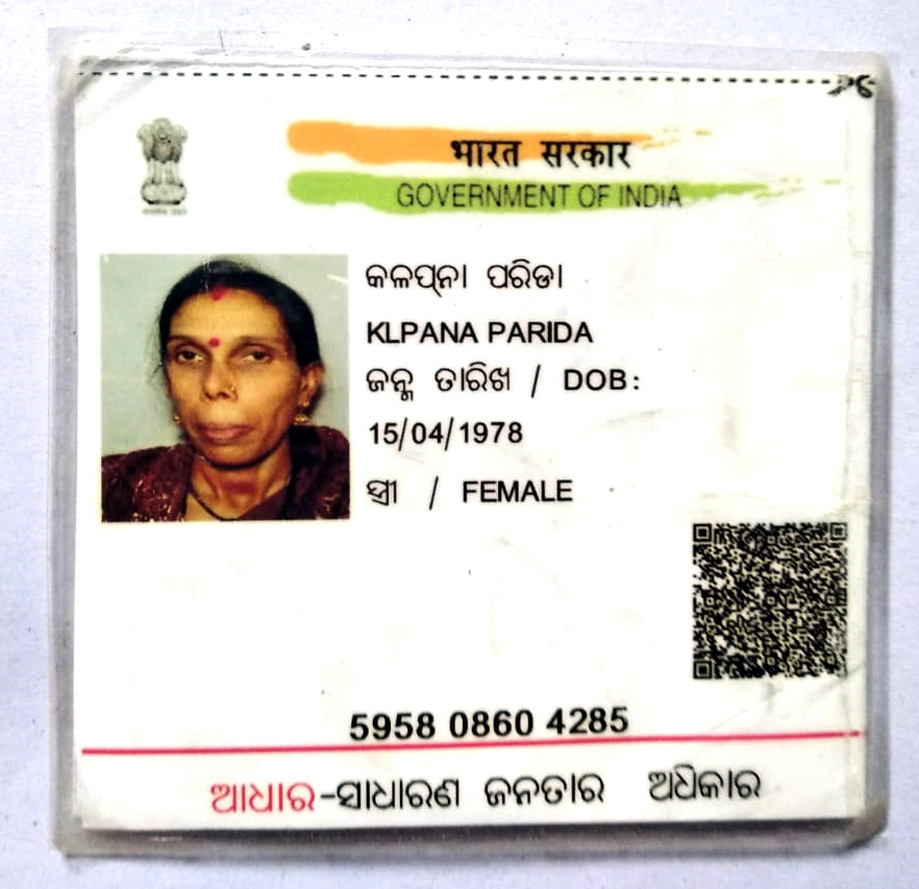 भारत सरकार
GOVERNMENT OF INDIA
କଳପ୍‌ନା ପରିଡା
KLPANA PARIDA
ଜନ୍ମ ତାରିଖ / DOB:
15/04/1978
ସ୍ତ୍ରୀ / FEMALE
5958 0860 4285
ଆଧାର-ସାଧାରଣ ଜନତାର ଅଧିକାର